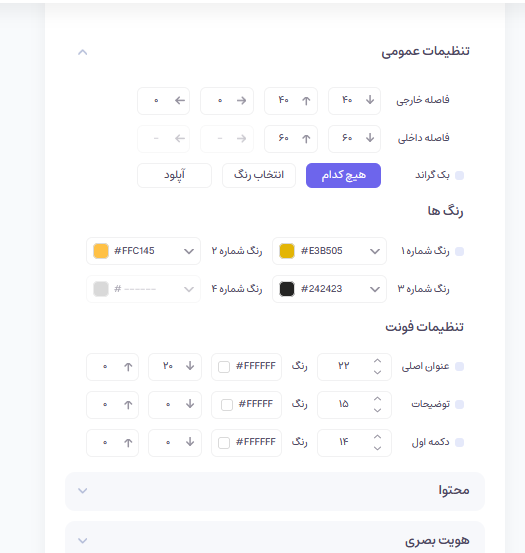 تنظیمات عمومی
فاصله خارجی ۴۰ ۴۰ ۰ ۰
فاصله داخلی ۶۰ ۶۰ - -
بک گراند هیچ کدام انتخاب رنگ آپلود
رنگ ها
رنگ شماره ۱ #E3B505 رنگ شماره ۲ #FFC145
رنگ شماره ۳ #242423 رنگ شماره ۴ # ------
تنظیمات فونت
عنوان اصلی ۲۲ رنگ #FFFFFF ۲۰ ۰
توضیحات ۱۵ رنگ #FFFFF ۰ ۰
دکمه اول ۱۴ رنگ #FFFFFF ۰ ۰
محتوا
هویت بصری